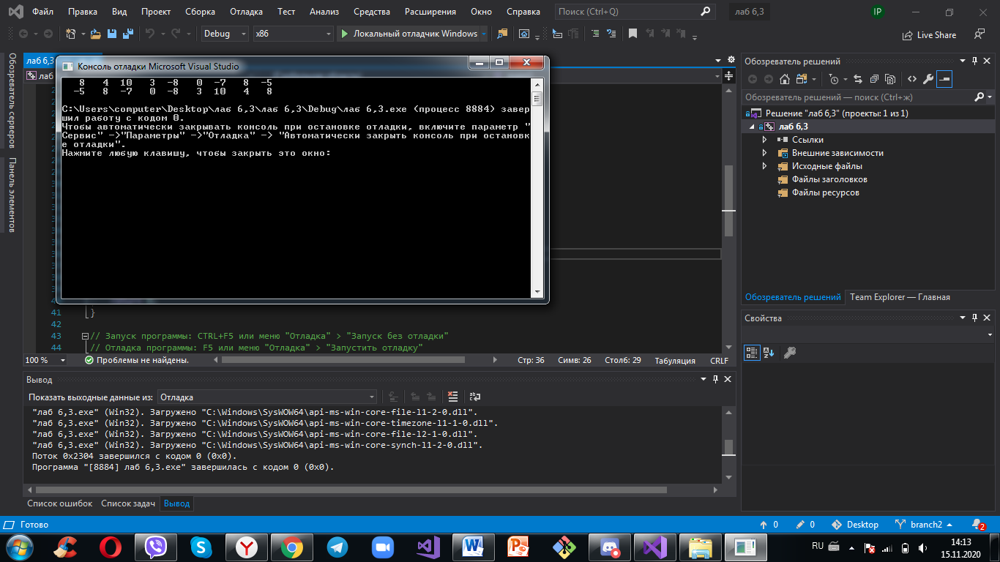 Файл Правка Вид Проект Сборка Отладка Тест Анализ Средства Расширения Окно Справка Поиск (Ctrl+Q) лаб 6,3 IP
Debug x86 Локальный отладчик Windows Live Share
Обозреватель серверов
Панель элементов
лаб 6,3
лаб
Консоль отладки Microsoft Visual Studio
8 4 10 3 -8 0 -7 8 -5
-5 8 -7 0 -8 3 10 4 8
C:\Users\computer\Desktop\лаб 6,3\лаб 6,3\Debug\лаб 6,3.exe (процесс 8884) завер
шил работу с кодом 0.
Чтобы автоматически закрывать консоль при остановке отладки, включите параметр "
Сервис" ->"Параметры" ->"Отладка" -> "Автоматически закрыть консоль при остановк
е отладки".
Нажмите любую клавишу, чтобы закрыть это окно:
41 }
42
43 // Запуск программы: CTRL+F5 или меню "Отладка" > "Запуск без отладки"
44 // Отладка программы: F5 или меню "Отладка" > "Запустить отладку"
100 % Проблемы не найдены. Стр: 36 Симв: 26 Столб: 29 Табуляция CRLF
Вывод
Показать выходные данные из: Отладка
"лаб 6,3.exe" (Win32). Загружено "C:\Windows\SysWOW64\api-ms-win-core-file-l1-2-0.dll".
"лаб 6,3.exe" (Win32). Загружено "C:\Windows\SysWOW64\api-ms-win-core-timezone-l1-1-0.dll".
"лаб 6,3.exe" (Win32). Загружено "C:\Windows\SysWOW64\api-ms-win-core-file-l2-1-0.dll".
"лаб 6,3.exe" (Win32). Загружено "C:\Windows\SysWOW64\api-ms-win-core-synch-l1-2-0.dll".
Поток 0x2304 завершился с кодом 0 (0x0).
Программа "[8884] лаб 6,3.exe" завершилась с кодом 0 (0x0).
Список ошибок Список задач Вывод
Обозреватель решений
Обозреватель решений — поиск (Ctrl+ж)
Решение "лаб 6,3" (проекты: 1 из 1)
лаб 6,3
Ссылки
Внешние зависимости
Исходные файлы
Файлы заголовков
Файлы ресурсов
Обозреватель решений Team Explorer — Главная
Свойства
Готово 0 0 Desktop branch2 2
RU 14:13
15.11.2020